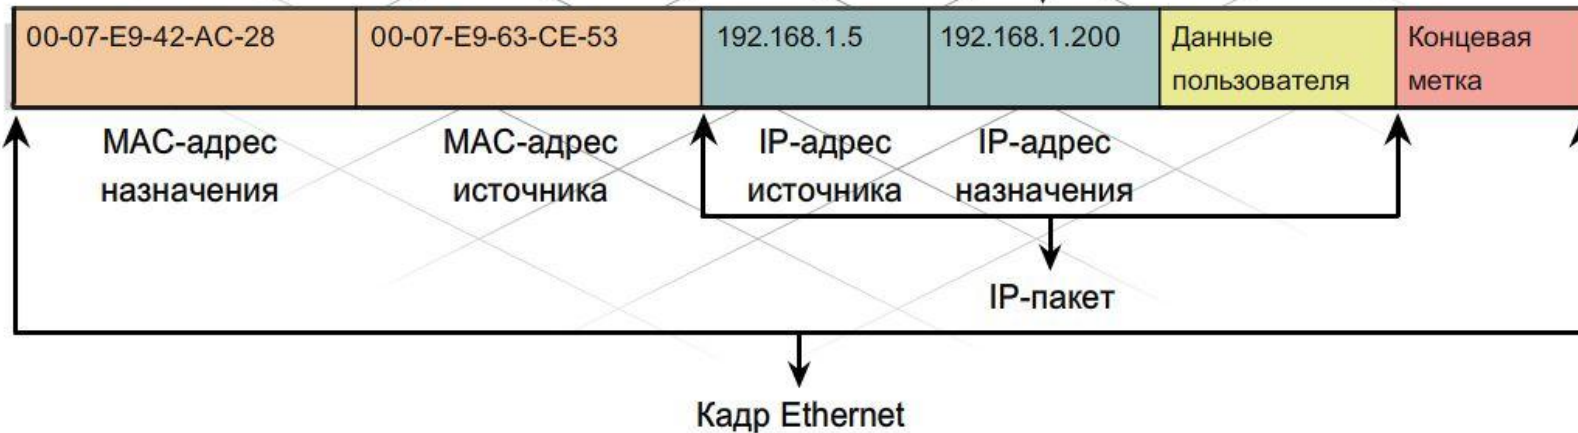 00-07-E9-42-AC-28
00-07-E9-63-CE-53
192.168.1.5
192.168.1.200
Данные
пользователя
Концевая
метка
MAC-адрес
назначения
MAC-адрес
источника
IP-адрес
источника
IP-адрес
назначения
IP-пакет
Кадр Ethernet